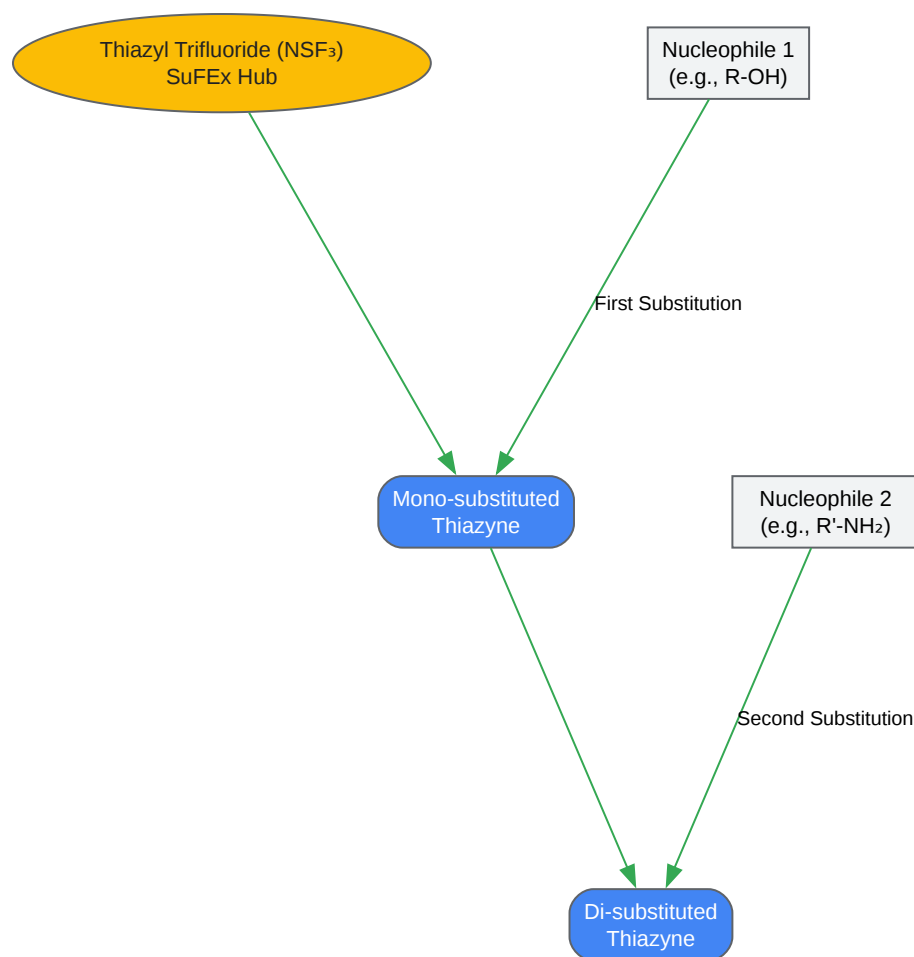 Thiazyl Trifluoride (NSF₃)
SuFEx Hub
Nucleophile 1
(e.g., R-OH)
First Substitution
Mono-substituted
Thiazyne
Nucleophile 2
(e.g., R'-NH₂)
Second Substitution
Di-substituted
Thiazyne